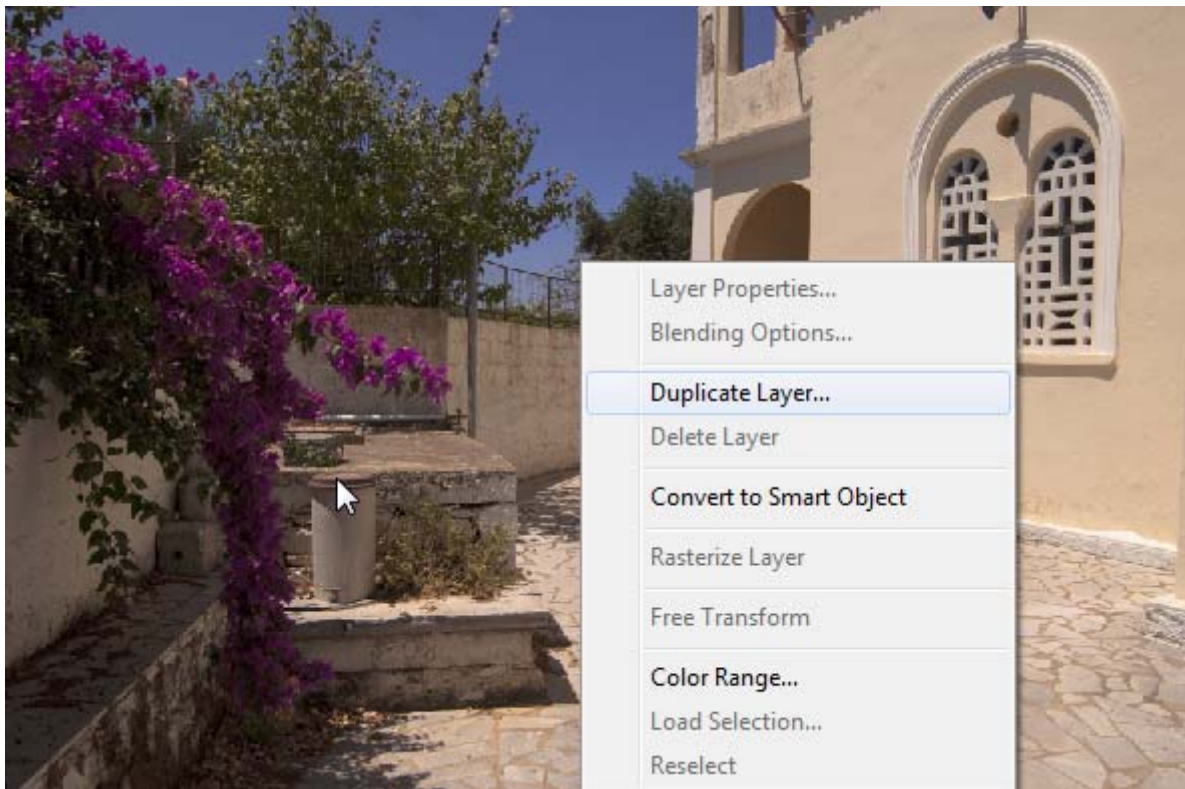 Layer Properties...
Blending Options...
Duplicate Layer...
Delete Layer
Convert to Smart Object
Rasterize Layer
Free Transform
Color Range...
Load Selection...
Reselect